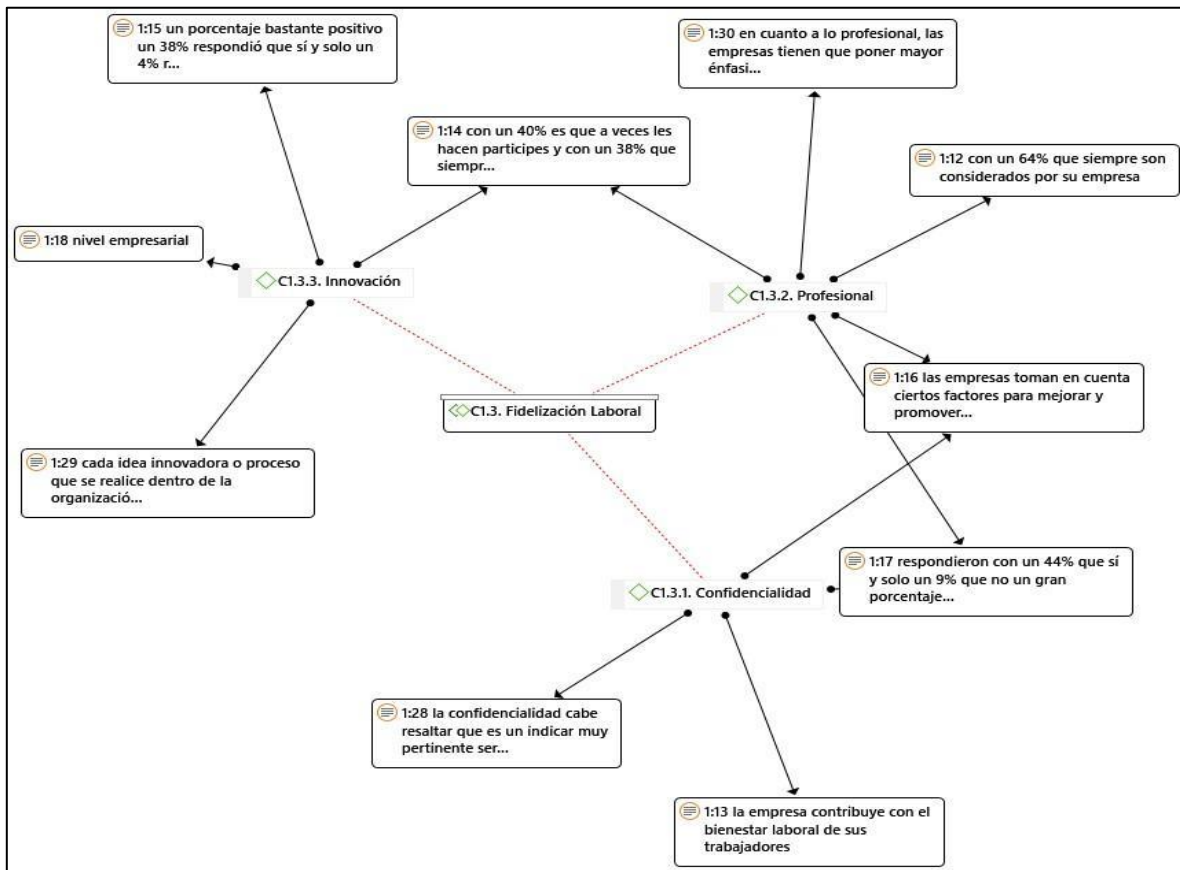 1:15 un porcentaje bastante positivo
un 38% respondió que sí y solo un
4% r...
1:30 en cuanto a lo profesional, las
empresas tienen que poner mayor
énfasi...
1:14 con un 40% es que a veces les
hacen participes y con un 38% que
siempr...
1:12 con un 64% que siempre son
considerados por su empresa
1:18 nivel empresarial
C1.3.3. Innovación
C1.3.2. Profesional
1:16 las empresas toman en cuenta
ciertos factores para mejorar y
promover...
C1.3. Fidelización Laboral
1:29 cada idea innovadora o proceso
que se realice dentro de la
organizació...
1:17 respondieron con un 44% que sí
y solo un 9% que no un gran
porcentaje...
C1.3.1. Confidencialidad
1:28 la confidencialidad cabe
resaltar que es un indicar muy
pertinente ser...
1:13 la empresa contribuye con el
bienestar laboral de sus
trabajadores